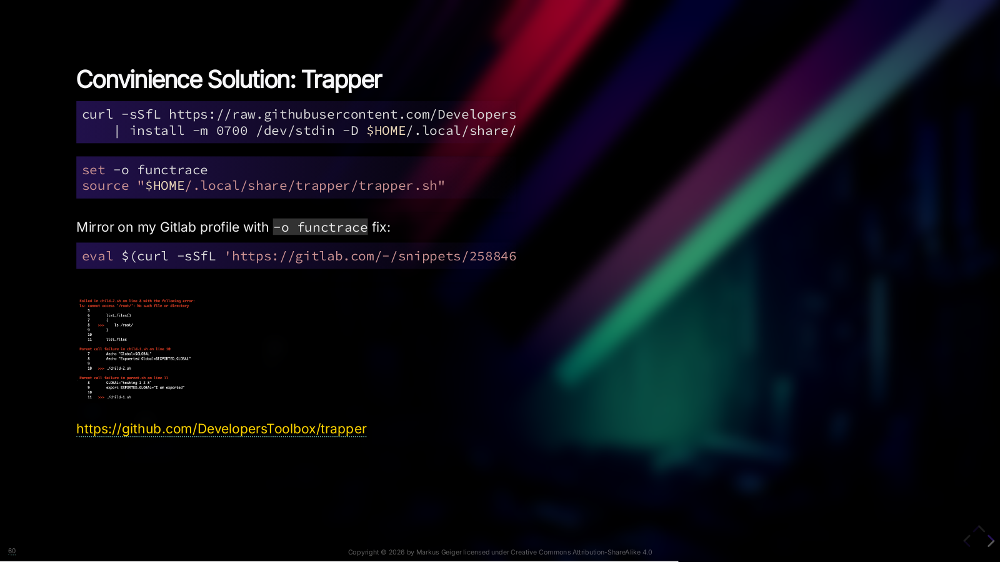 Convinience Solution: Trapper
curl -sSfL https://raw.githubusercontent.com/Developers
| install -m 0700 /dev/stdin -D $HOME/.local/share/
set -o functrace
source "$HOME/.local/share/trapper/trapper.sh"
Mirror on my Gitlab profile with -o functrace fix:
eval $(curl -sSfL 'https://gitlab.com/-/snippets/258846
Failed in child-2.sh on line 8 with the following error:
ls: cannot access '/root/': No such file or directory
5
6 list_files()
7 {
8 >>> ls /root/
9 }
10
11 list_files
Parent call failure in child-1.sh on line 10
7 #echo "Global=$GLOBAL"
8 #echo "Expoerted Global=$EXPORTED_GLOBAL"
9
10 >>> ./child-2.sh
Parent call failure in parent.sh on line 11
8 GLOBAL="testing 1 2 3"
9 export EXPORTED_GLOBAL="I am exported"
10
11 >>> ./child-1.sh
https://github.com/DevelopersToolbox/trapper
60
Copyright © 2026 by Markus Geiger licensed under Creative Commons Attribution-ShareAlike 4.0